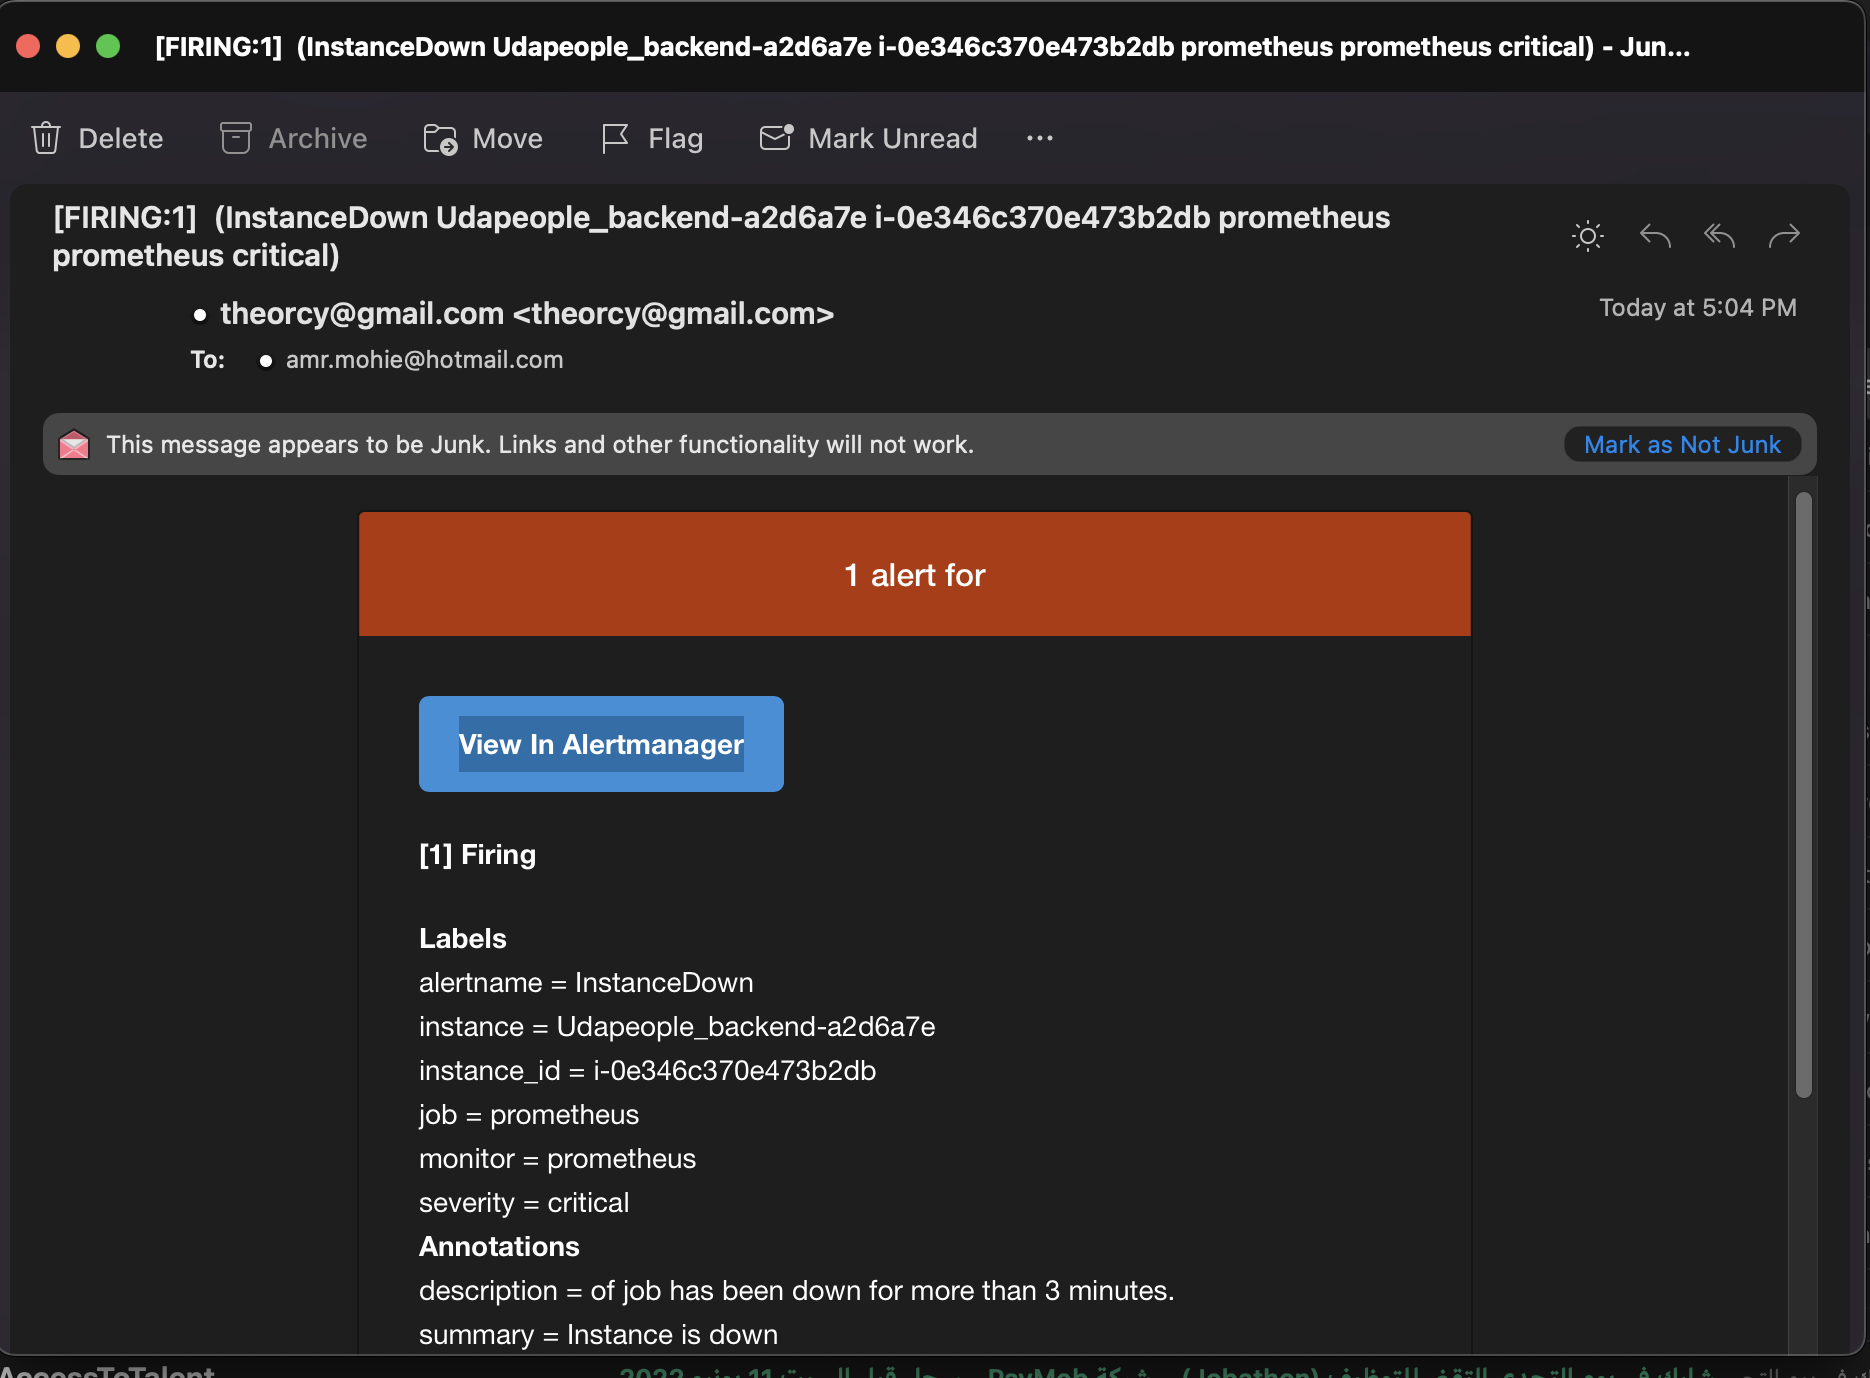 [FIRING:1] (InstanceDown Udapeople_backend-a2d6a7e i-0e346c370e473b2db prometheus prometheus critical) - Jun...
Delete
Archive
Move
Flag
Mark Unread
...
[FIRING:1] (InstanceDown Udapeople_backend-a2d6a7e i-0e346c370e473b2db prometheus
prometheus critical)
theorcy@gmail.com <theorcy@gmail.com>
Today at 5:04 PM
To: amr.mohie@hotmail.com
This message appears to be Junk. Links and other functionality will not work.
Mark as Not Junk
1 alert for
View In Alertmanager
[1] Firing
Labels
alertname = InstanceDown
instance = Udapeople_backend-a2d6a7e
instance_id = i-0e346c370e473b2db
job = prometheus
monitor = prometheus
severity = critical
Annotations
description = of job has been down for more than 3 minutes.
summary = Instance is down
AccessToTalent